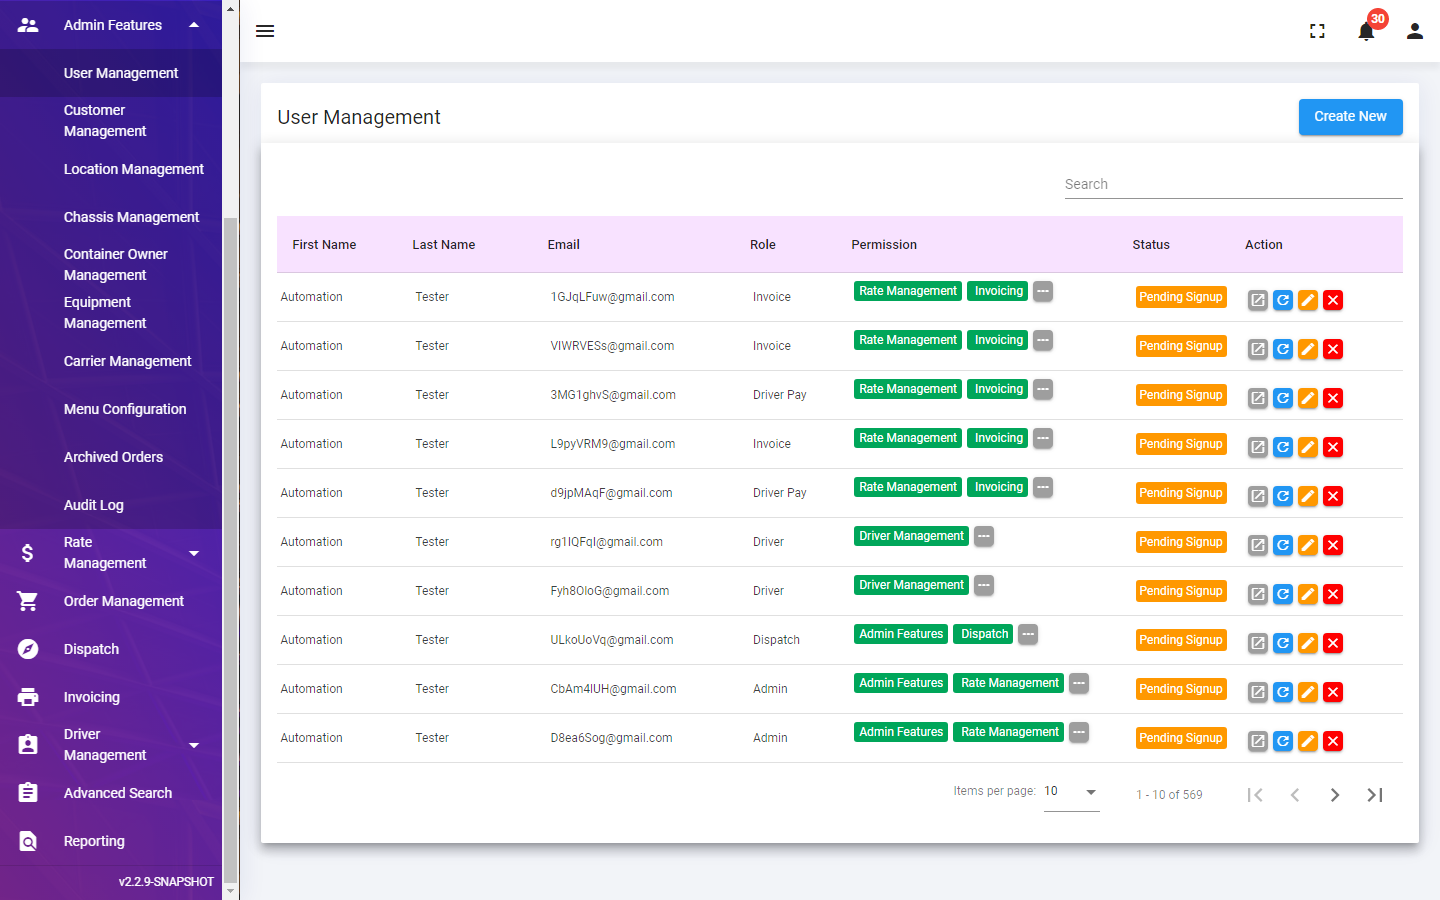 Admin Features
User Management
Customer
Management
Location Management
Chassis Management
Container Owner
Management
Equipment
Management
Carrier Management
Menu Configuration
Archived Orders
Audit Log
Rate
Management
Order Management
Dispatch
Invoicing
Driver
Management
Advanced Search
Reporting
v2.2.9-SNAPSHOT
30
User Management
Create New
Search
First Name Last Name Email Role Permission Status Action
Automation Tester 1GJqLFuw@gmail.com Invoice Rate Management Invoicing --- Pending Signup
Automation Tester VIWRVESs@gmail.com Invoice Rate Management Invoicing --- Pending Signup
Automation Tester 3MG1ghvS@gmail.com Driver Pay Rate Management Invoicing --- Pending Signup
Automation Tester L9pyVRM9@gmail.com Invoice Rate Management Invoicing --- Pending Signup
Automation Tester d9jpMAqF@gmail.com Driver Pay Rate Management Invoicing --- Pending Signup
Automation Tester rg1IQFqI@gmail.com Driver Driver Management --- Pending Signup
Automation Tester Fyh8OloG@gmail.com Driver Driver Management --- Pending Signup
Automation Tester ULkoUoVq@gmail.com Dispatch Admin Features Dispatch --- Pending Signup
Automation Tester CbAm4lUH@gmail.com Admin Admin Features Rate Management --- Pending Signup
Automation Tester D8ea6Sog@gmail.com Admin Admin Features Rate Management --- Pending Signup
Items per page: 10 1 - 10 of 569